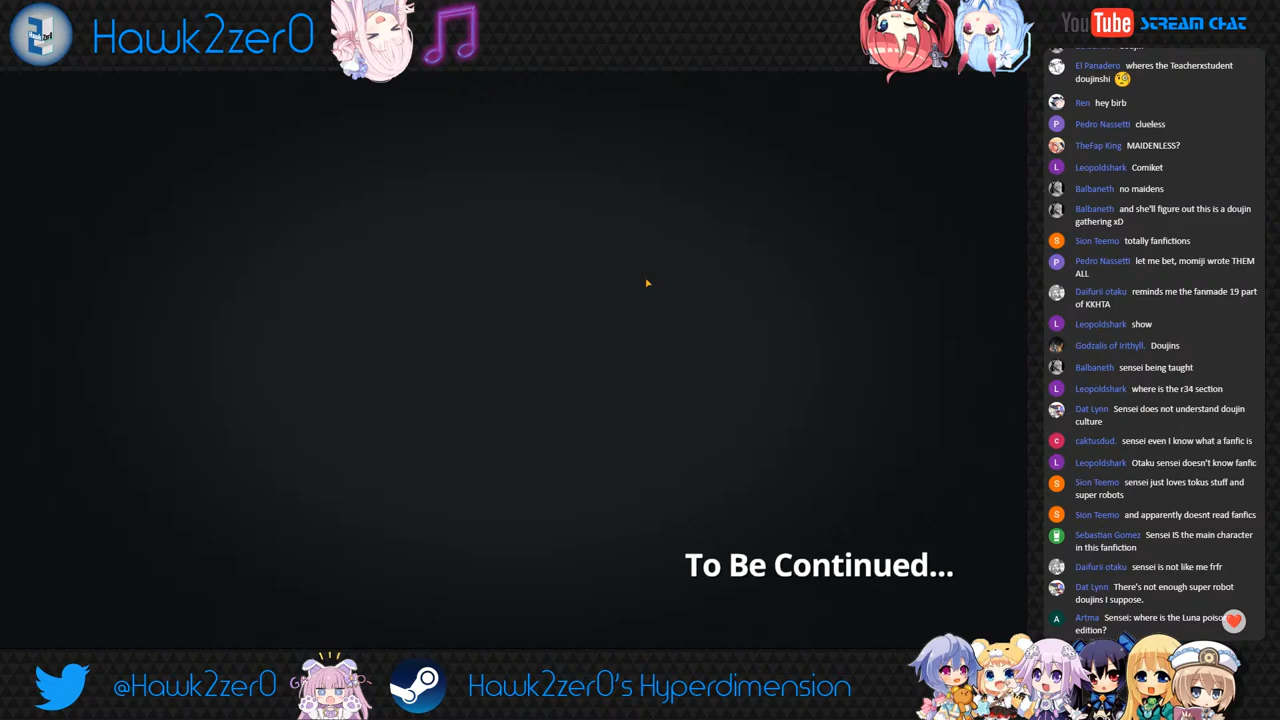 Hawk2zer0
You Tube STREAM CHAT
El Panadero wheres the Teacherxstudent
doujinshi
Ren hey birb
P Pedro Nassetti clueless
TheFap King MAIDENLESS?
L Leopoldshark Comiket
Balbaneth no maidens
Balbaneth and she'll figure out this is a doujin
gathering xD
S Sion Teemo totally fanfictions
P Pedro Nassetti let me bet, momiji wrote THEM
ALL
Daifurii otaku reminds me the fanmade 19 part
of KKHTA
L Leopoldshark show
Godzalis of Irithyll. Doujins
Balbaneth sensei being taught
L Leopoldshark where is the r34 section
Dat Lynn Sensei does not understand doujin
culture
c caktusdud. sensei even I know what a fanfic is
L Leopoldshark Otaku sensei doesn't know fanfic
S Sion Teemo sensei just loves tokus stuff and
super robots
S Sion Teemo and apparently doesnt read fanfics
Sebastian Gomez Sensei IS the main character
in this fanfiction
Daifurii otaku sensei is not like me frfr
Dat Lynn There's not enough super robot
doujins I suppose.
A Artma Sensei: where is the Luna
edition?
To Be Continued...
@Hawk2zer0
Hawk2zer0's Hyperdimension